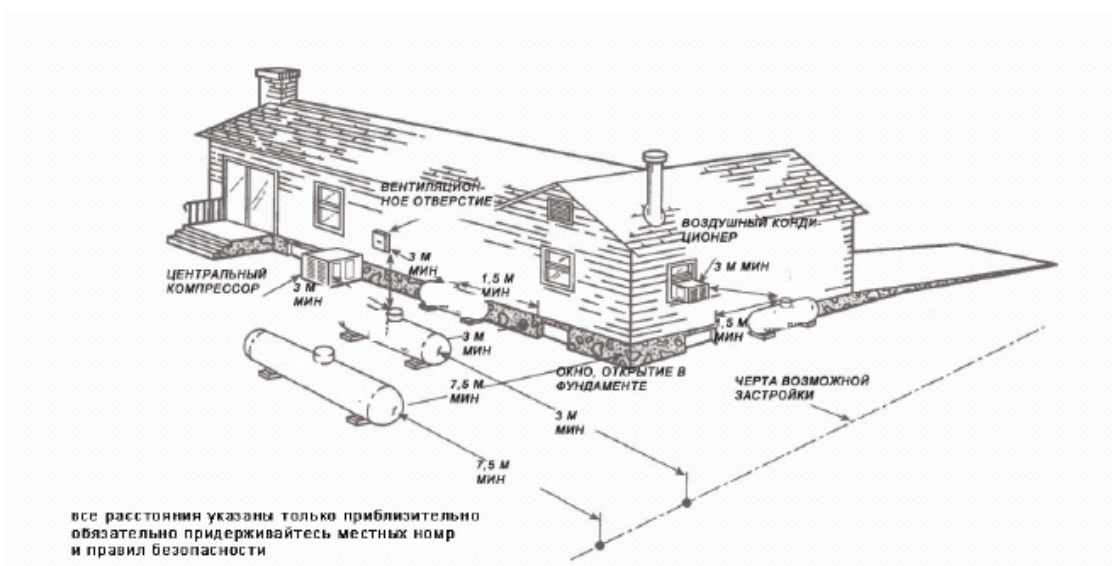 ВЕНТИЛЯЦИОН-
НОЕ ОТВЕРСТИЕ
ВОЗДУШНЫЙ КОНДИ-
ЦИОНЕР
3 М МИН
3 М
МИН
ЦЕНТРАЛЬНЫЙ
КОМПРЕССОР
3 М
МИН
1,5 М
МИН
1,5 М
МИН
3 М
МИН
ОКНО, ОТКРЫТИЕ В
ФУНДАМЕНТЕ
7,5 М
МИН
ЧЕРТА ВОЗМОЖНОЙ
ЗАСТРОЙКИ
3 М
МИН
7,5 М
МИН
все расстояния указаны только приблизительно
обязательно придерживайтесь местных номр
и правил безопасности